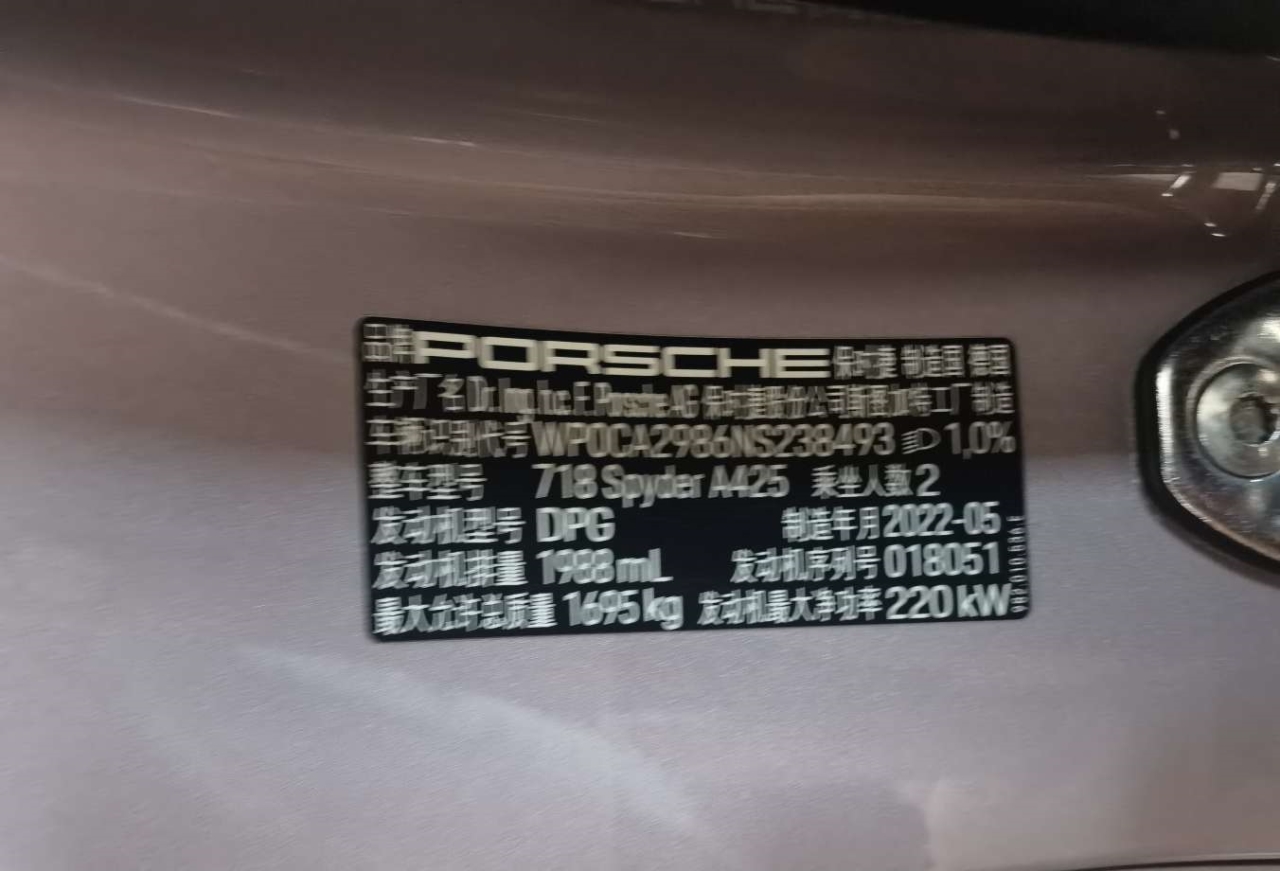 品牌 PORSCHE 保时捷 制造国 德国
生产厂名 Dr. Ing. h.c. F. Porsche AG 保时捷股份公司斯图加特工厂制造
车辆识别代号 WP0CA2986NS238493 1,0%
整车型号 718 Spyder A425 乘坐人数 2
发动机型号 DPG 制造年月 2022-05
发动机排量 1988 mL 发动机序列号 018051
最大允许总质量 1695 kg 发动机最大净功率 220 kW